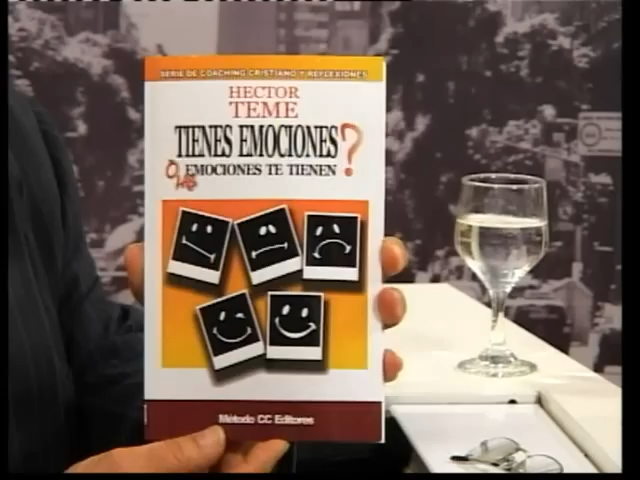 SERIE DE COACHING CRISTIANO Y REFLEXIONES
HECTOR
TEME
TIENES EMOCIONES
O LAS EMOCIONES TE TIENEN ?
Método CC Editores